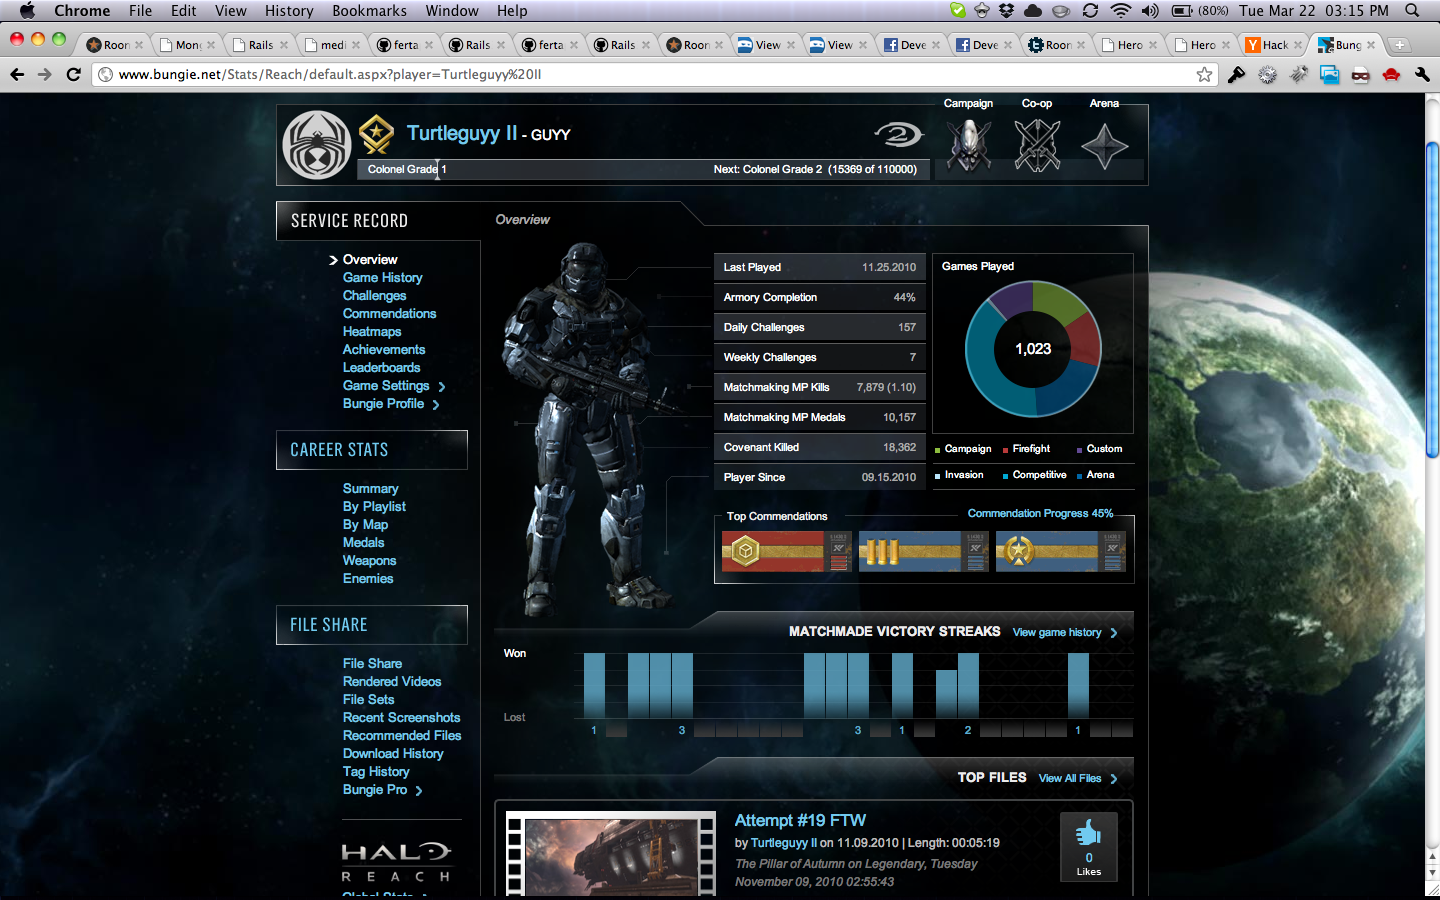 Chrome File Edit View History Bookmarks Window Help (80%) Tue Mar 22 03:15 PM
Roon Mong Rails medi ferta Rails ferta Rails Roon View View Deve Deve Roon Hero Hero Hack Bung
www.bungie.net/Stats/Reach/default.aspx?player=Turtleguyy%20II
Turtleguyy II - GUYY
2
Campaign Co-op Arena
Colonel Grade 1 Next: Colonel Grade 2 (15369 of 110000)
SERVICE RECORD
Overview
Game History
Challenges
Commendations
Heatmaps
Achievements
Leaderboards
Game Settings
Bungie Profile
CAREER STATS
Summary
By Playlist
By Map
Medals
Weapons
Enemies
FILE SHARE
File Share
Rendered Videos
File Sets
Recent Screenshots
Recommended Files
Download History
Tag History
Bungie Pro
HALO
REACH
Global Stats
Overview
Last Played 11.25.2010
Armory Completion 44%
Daily Challenges 157
Weekly Challenges 7
Matchmaking MP Kills 7,879 (1.10)
Matchmaking MP Medals 10,157
Covenant Killed 18,362
Player Since 09.15.2010
Games Played
1,023
Campaign Firefight Custom
Invasion Competitive Arena
Top Commendations Commendation Progress 45%
MATCHMADE VICTORY STREAKS View game history
Won
Lost
1 3 3 1 2 1
TOP FILES View All Files
Attempt #19 FTW
by Turtleguyy II on 11.09.2010 | Length: 00:05:19
The Pillar of Autumn on Legendary, Tuesday
November 09, 2010 02:55:43
0
Likes